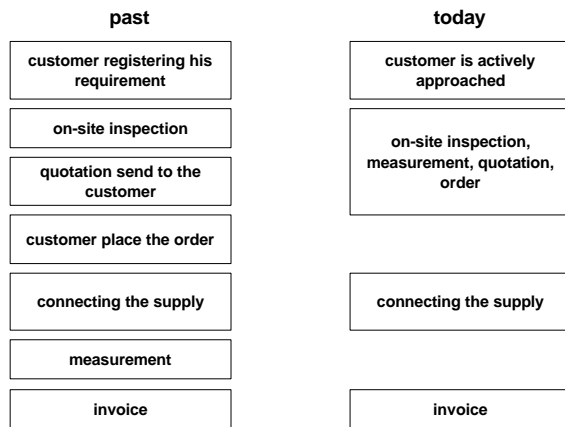 past
customer registering his
requirement
on-site inspection
quotation send to the
customer
customer place the order
connecting the supply
measurement
invoice
today
customer is actively
approached
on-site inspection,
measurement, quotation,
order
connecting the supply
invoice